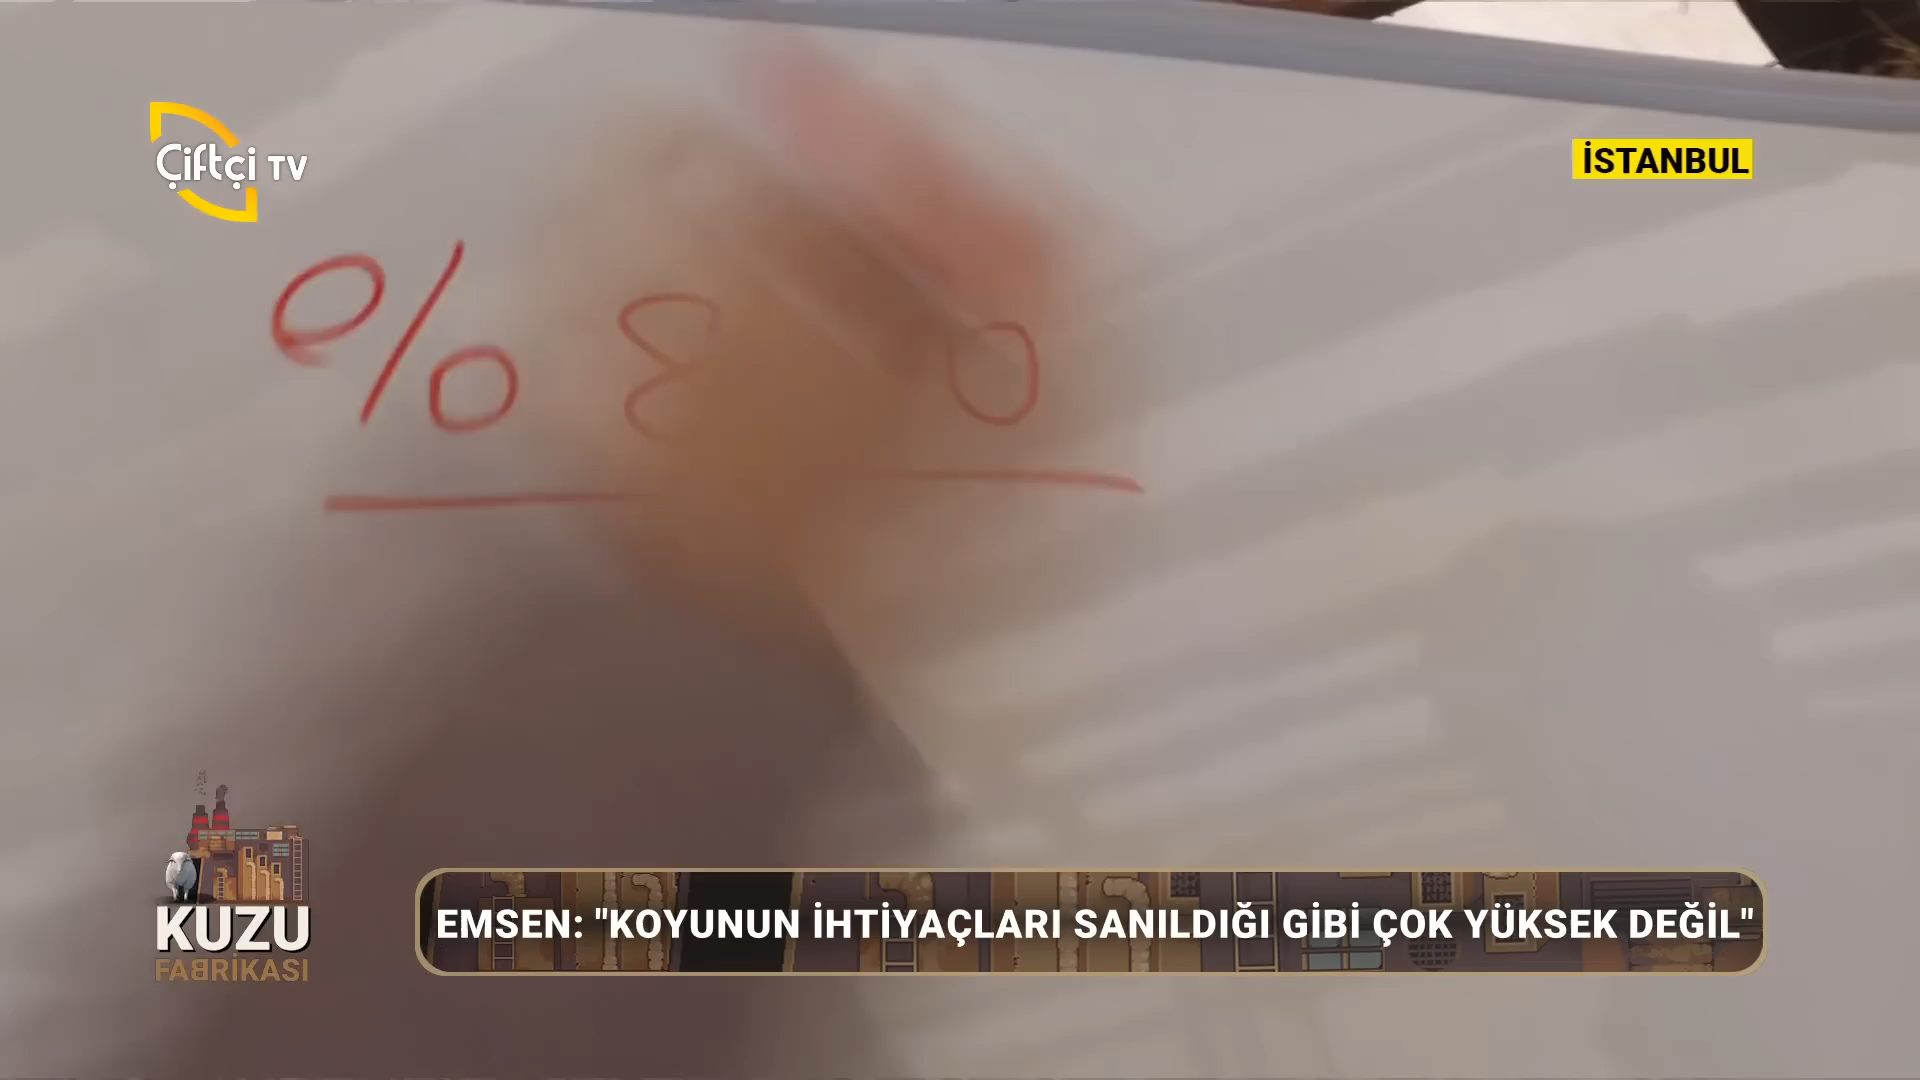 Çiftçi TV
İSTANBUL
% 80
KUZU
FABRİKASI
EMSEN: "KOYUNUN İHTİYAÇLARI SANILDIĞI GİBİ ÇOK YÜKSEK DEĞİL"